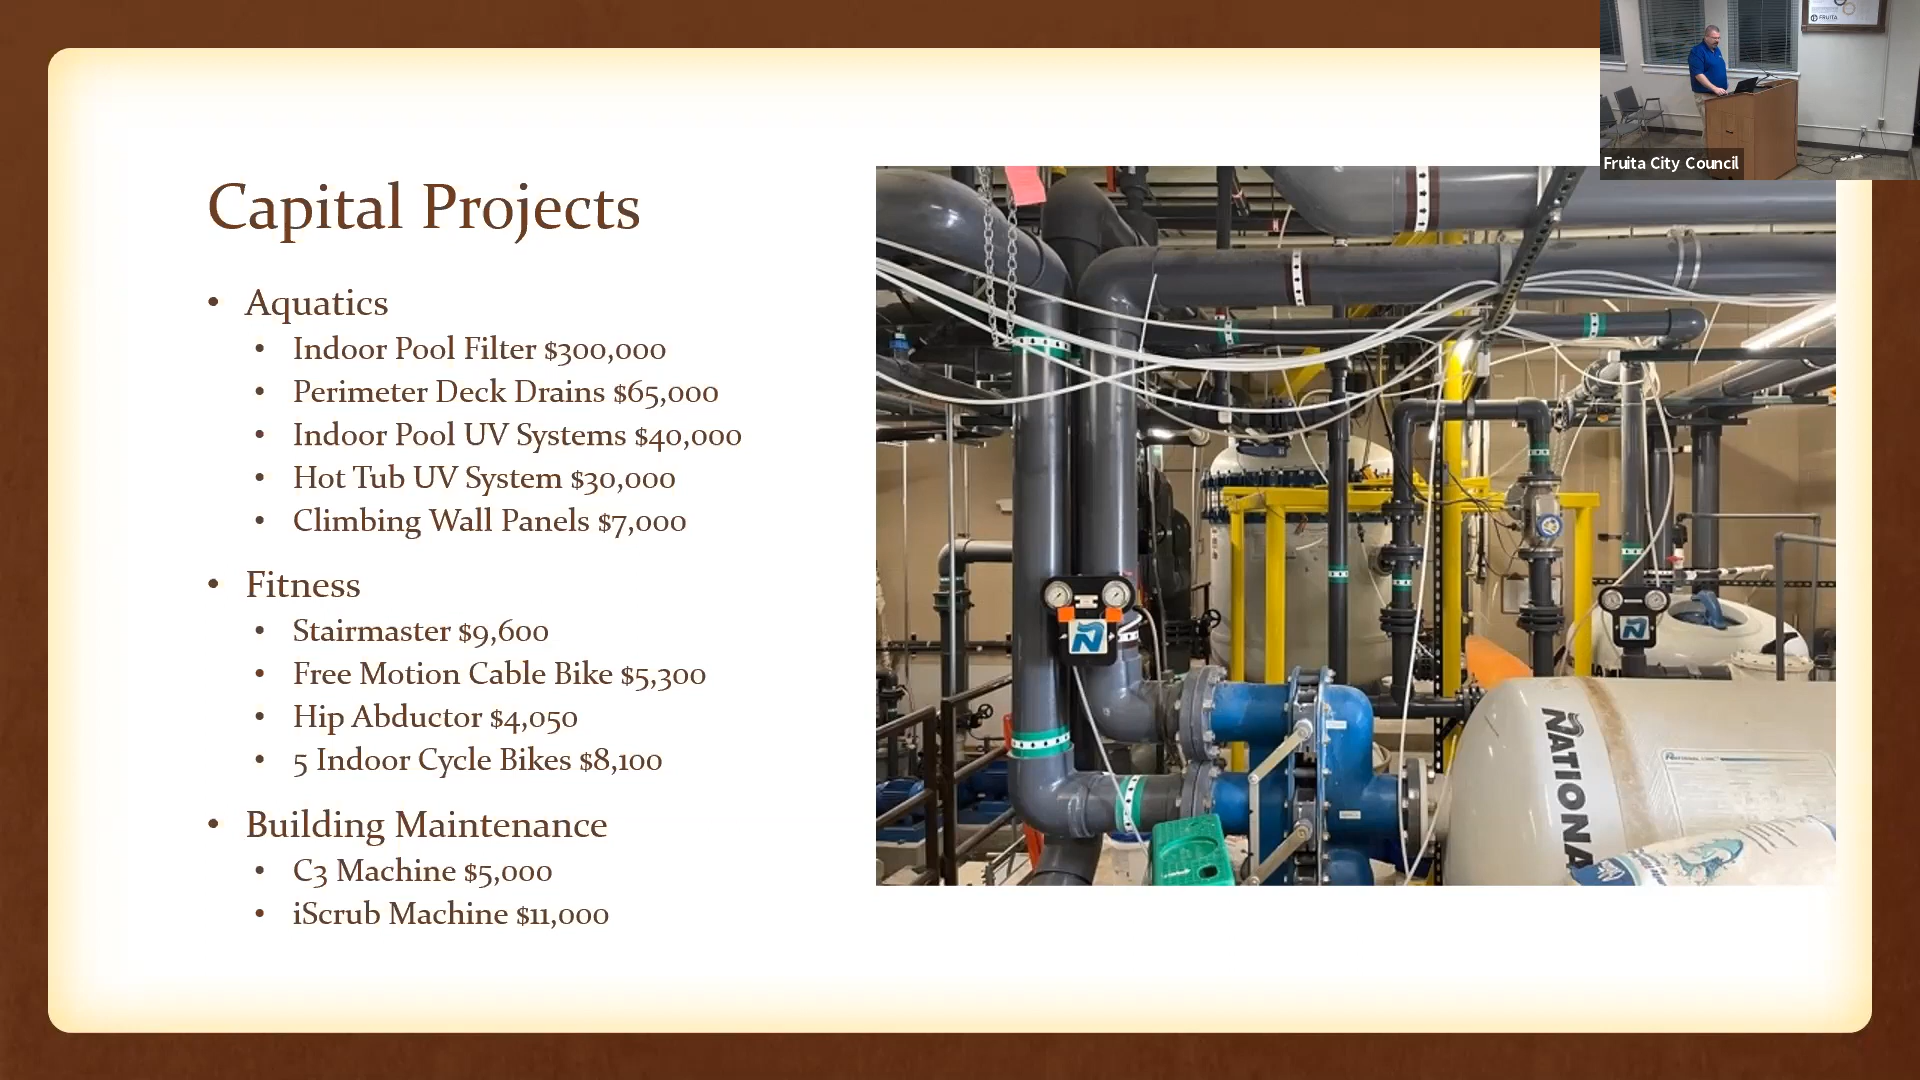 Capital Projects
• Aquatics
• Indoor Pool Filter $300,000
• Perimeter Deck Drains $65,000
• Indoor Pool UV Systems $40,000
• Hot Tub UV System $30,000
• Climbing Wall Panels $7,000
• Fitness
• Stairmaster $9,600
• Free Motion Cable Bike $5,300
• Hip Abductor $4,050
• 5 Indoor Cycle Bikes $8,100
• Building Maintenance
• C3 Machine $5,000
• iScrub Machine $11,000
FRUITA
Fruita City Council
N
N
NATIONA